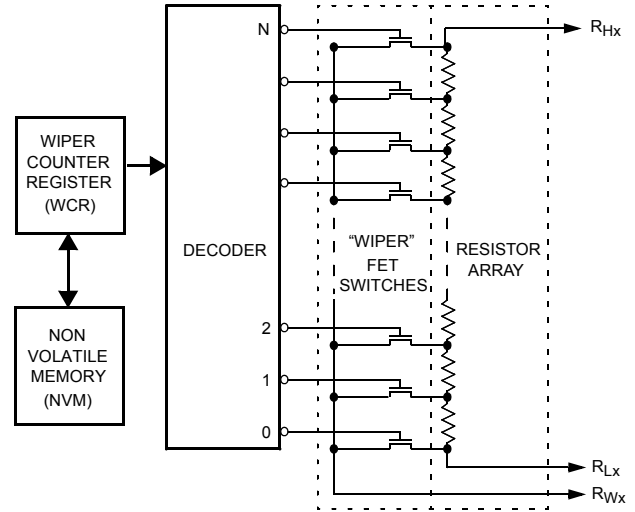 N
R_Hx
WIPER
COUNTER
REGISTER
(WCR)
DECODER
“WIPER”
FET
SWITCHES
RESISTOR
ARRAY
NON
VOLATILE
MEMORY
(NVM)
2
1
0
R_Lx
R_Wx